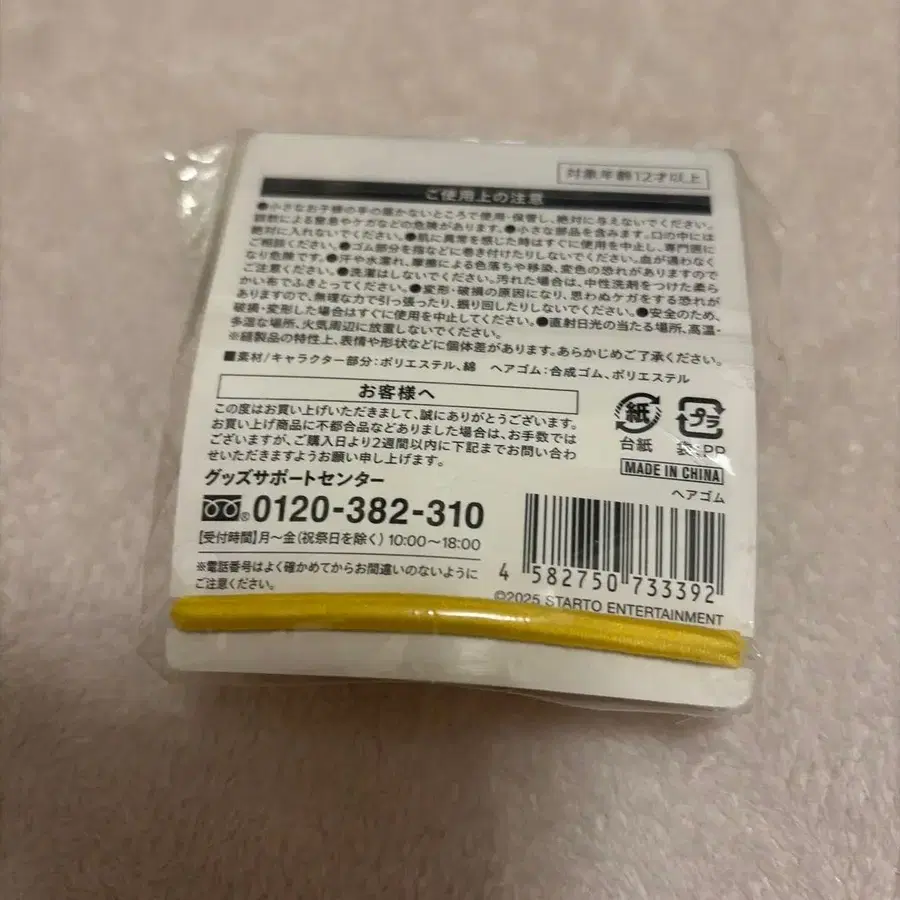 対象年齢12才以上
ご使用上の注意
●小さなお子様の手の届かないところで使用・保管し、絶対に与えないでください。
誤飲による窒息やケガなどの危険があります。●小さな部品を含みます。口の中には
絶対に入れないでください。●肌に異常を感じた時はすぐに使用を中止し、専門医に
ご相談ください。●ゴム部分を指などに巻き付けたりしないでください。血が通わなく
なり危険です。●汗や水濡れ、摩擦による色落ちや移染、変色の恐れがありますので
ご注意ください。●洗濯はしないでください。汚れた場合は、中性洗剤をつけた柔ら
かい布でふきとってください。●変形・破損の原因になり、思わぬケガをする恐れが
ありますので、無理な力で引っ張ったり、振り回したりしないでください。●安全のため、
破損・変形した場合はすぐに使用を中止してください。●直射日光の当たる場所、高温・
多湿な場所、火気周辺に放置しないでください。
※縫製品の特性上、表情や形状などに個体差があります。あらかじめご了承ください。
■素材/キャラクター部分:ポリエステル、綿 ヘアゴム:合成ゴム、ポリエステル
お客様へ
この度はお買い上げいただきまして、誠にありがとうございます。
お買い上げ商品に不都合品などありました場合は、お手数では
ございますが、ご購入日より2週間以内に下記までお問い合わ
せいただきますようお願い申し上げます。
グッズサポートセンター
®0120-382-310
[受付時間]月〜金(祝祭日を除く) 10:00〜18:00
※電話番号はよく確かめてからお間違いのないように
ご注意ください。
紙 プラ
台紙 袋:PP
MADE IN CHINA
ヘアゴム
4 582750 733392
©2025 STARTO ENTERTAINMENT